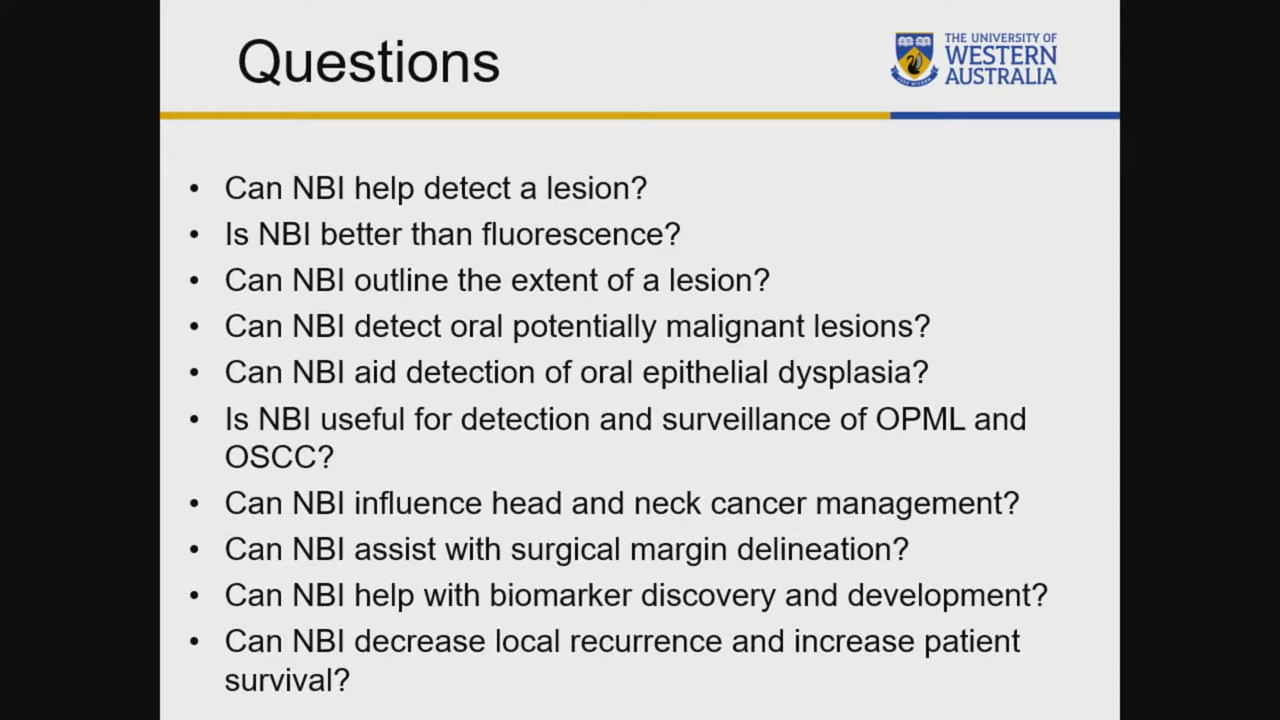 Questions
THE UNIVERSITY OF
WESTERN
AUSTRALIA
• Can NBI help detect a lesion?
• Is NBI better than fluorescence?
• Can NBI outline the extent of a lesion?
• Can NBI detect oral potentially malignant lesions?
• Can NBI aid detection of oral epithelial dysplasia?
• Is NBI useful for detection and surveillance of OPML and
OSCC?
• Can NBI influence head and neck cancer management?
• Can NBI assist with surgical margin delineation?
• Can NBI help with biomarker discovery and development?
• Can NBI decrease local recurrence and increase patient
survival?